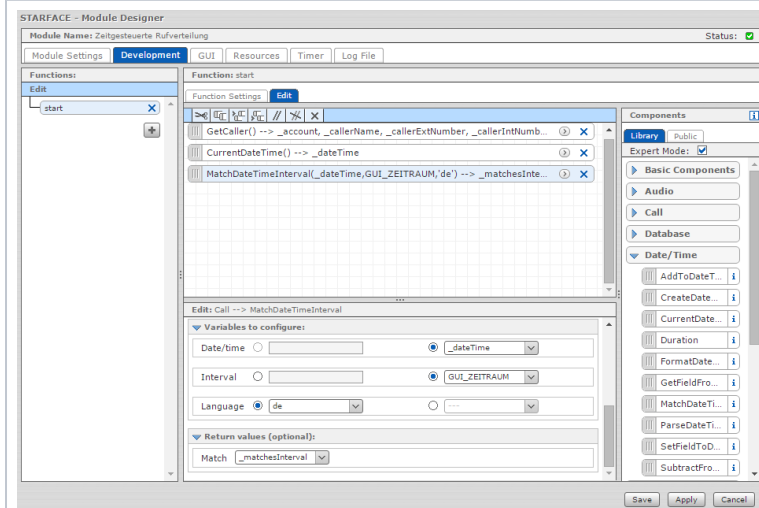 STARFACE - Module Designer
Module Name: Zeitgesteuerte Rufverteilung
Status:
Module Settings
Development
GUI
Resources
Timer
Log File
Functions:
Edit
start
Function: start
Function Settings
Edit
GetCaller() --> _account, _callerName, _callerExtNumber, _callerIntNumb...
CurrentDateTime() --> _dateTime
MatchDateTimeInterval(_dateTime,GUI_ZEITRAUM,'de') --> _matchesInte...
Edit: Call --> MatchDateTimeInterval
Variables to configure:
Date/time
_dateTime
Interval
GUI_ZEITRAUM
Language
de
---
Return values (optional):
Match
_matchesInterval
Components
Library
Public
Expert Mode:
Basic Components
Audio
Call
Database
Date/Time
AddToDateT...
CreateDate...
CurrentDate...
Duration
FormatDate...
GetFieldFro...
MatchDateTi...
ParseDateTi...
SetFieldToD...
SubtractFro...
Save
Apply
Cancel